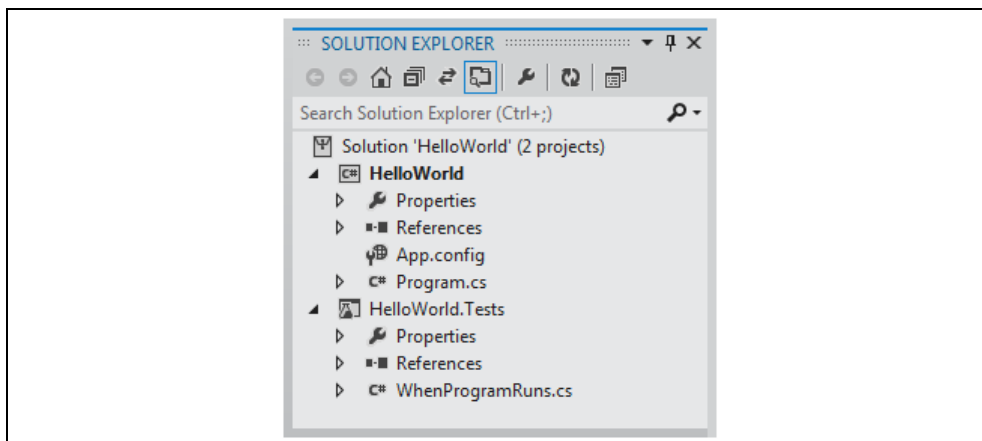 SOLUTION EXPLORER
Search Solution Explorer (Ctrl+;)
Solution 'HelloWorld' (2 projects)
C# HelloWorld
Properties
References
App.config
C# Program.cs
HelloWorld.Tests
Properties
References
C# WhenProgramRuns.cs